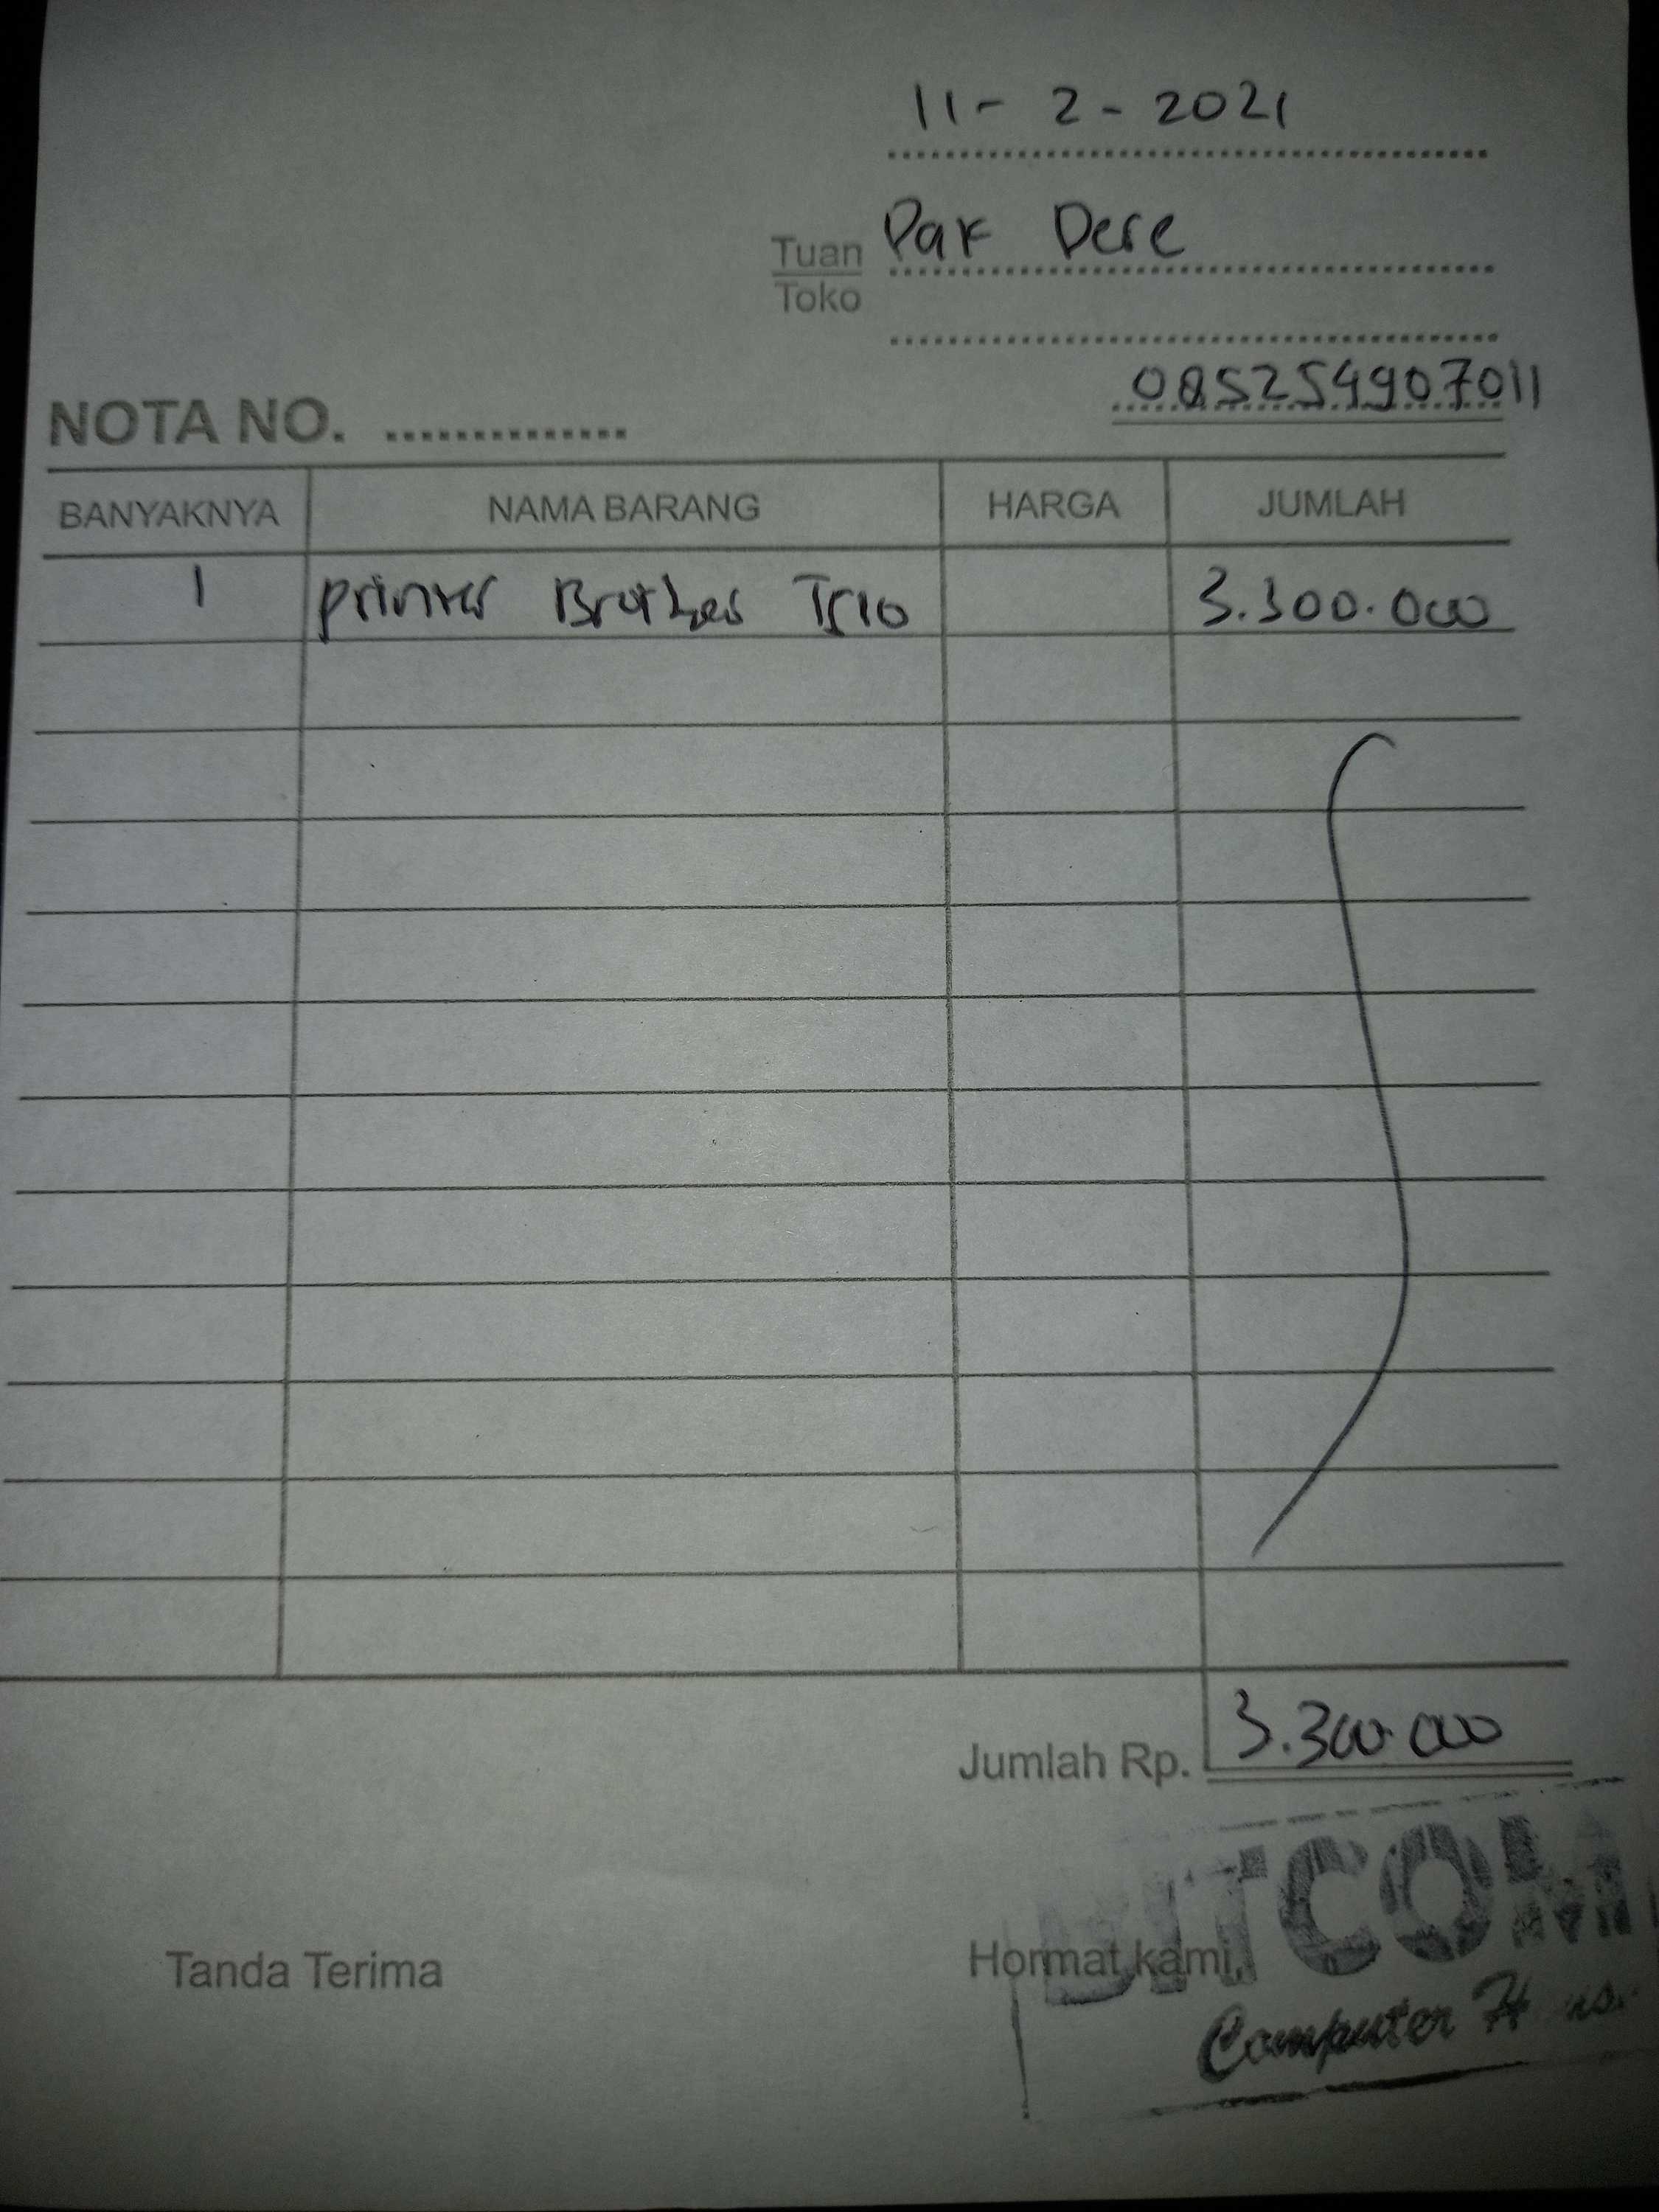 11 - 2 - 2021
Tuan Pak Dere
Toko
085254907011
NOTA NO. ..............
BANYAKNYA NAMA BARANG HARGA JUMLAH
1 Printer Brother T510 3.300.000
Jumlah Rp. 3.300.000
Tanda Terima Hormat kami,
BITCOM
Computer